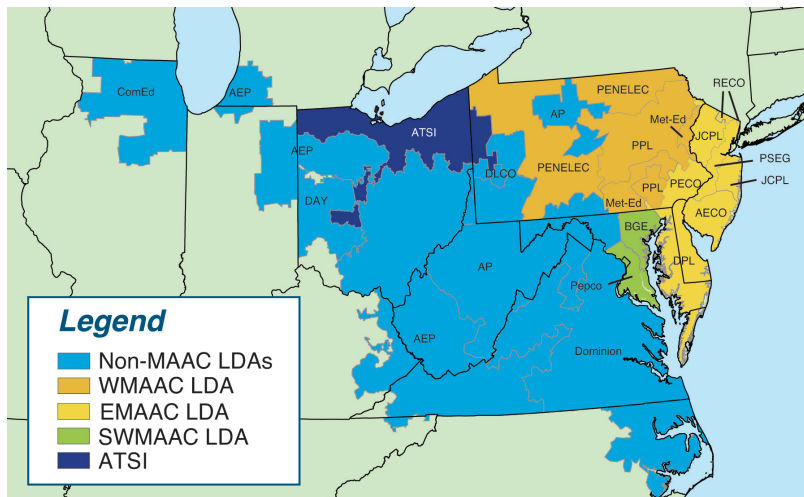 RECO
PENELEC
ComEd
AEP
AP
Met-Ed
JCPL
ATSI
AEP
PPL
PSEG
PENELEC
DLCO
JCPL
PPL
PECO
DAY
Met-Ed
AECO
BGE
AP
DPL
Pepco
AEP
Dominion
Legend
Non-MAAC LDAs
WMAAC LDA
EMAAC LDA
SWMAAC LDA
ATSI